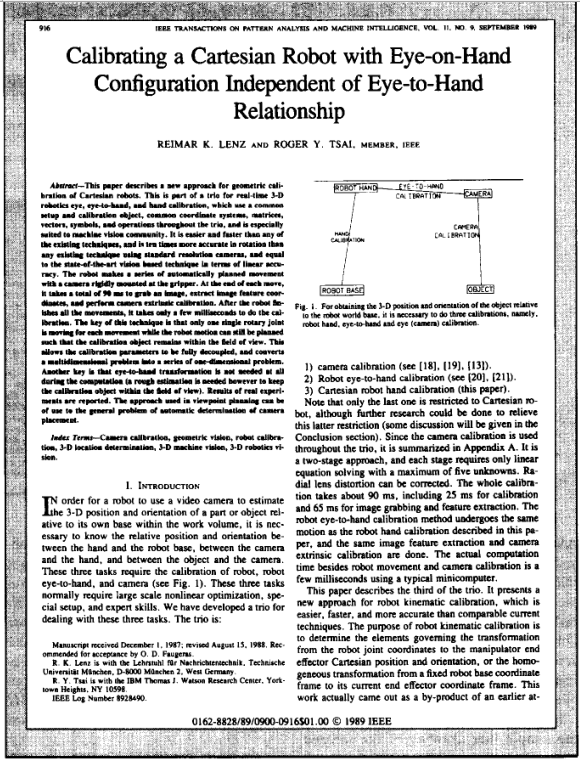 916
IEEE TRANSACTIONS ON PATTERN ANALYSIS AND MACHINE INTELLIGENCE, VOL. 11, NO. 9, SEPTEMBER 1989
Calibrating a Cartesian Robot with Eye-on-Hand
Configuration Independent of Eye-to-Hand
Relationship
REIMAR K. LENZ AND ROGER Y. TSAI, MEMBER, IEEE
Abstract—This paper describes a new approach for geometric cali-
bration of Cartesian robots. This is part of a trio for real-time 3-D
robotics eye, eye-to-hand, and hand calibration, which use a common
setup and calibration object, common coordinate systems, matrices,
vectors, symbols, and operations throughout the trio, and is especially
suited to machine vision community. It is easier and faster than any of
the existing techniques, and is ten times more accurate in rotation than
any existing technique using standard resolution cameras, and equal
to the state-of-the-art vision based technique in terms of linear accu-
racy. The robot makes a series of automatically planned movement
with a camera rigidly mounted at the gripper. At the end of each move,
it takes a total of 90 ms to grab an image, extract image feature coor-
dinates, and perform camera extrinsic calibration. After the robot fin-
ishes all the movements, it takes only a few milliseconds to do the cal-
ibration. The key of this technique is that only one single rotary joint
is moving for each movement while the robot motion can still be planned
such that the calibration object remains within the field of view. This
allows the calibration parameters to be fully decoupled, and converts
a multidimensional problem into a series of one-dimensional problem.
Another key is that eye-to-hand transformation is not needed at all
during the computation (a rough estimation is needed however to keep
the calibration object within the field of view). Results of real experi-
ments are reported. The approach used in viewpoint planning can be
of use to the general problem of automatic determination of camera
placement.
Index Terms—Camera calibration, geometric vision, robot calibra-
tion, 3-D location determination, 3-D machine vision, 3-D robotics vi-
sion.
I. INTRODUCTION
IN order for a robot to use a video camera to estimate
the 3-D position and orientation of a part or object rel-
ative to its own base within the work volume, it is nec-
essary to know the relative position and orientation be-
tween the hand and the robot base, between the camera
and the hand, and between the object and the camera.
These three tasks require the calibration of robot, robot
eye-to-hand, and camera (see Fig. 1). These three tasks
normally require large scale nonlinear optimization, spe-
cial setup, and expert skills. We have developed a trio for
dealing with these three tasks. The trio is:
Manuscript received December 1, 1987; revised August 15, 1988. Rec-
ommended for acceptance by O. D. Faugeras.
R. K. Lenz is with the Lehrstuhl für Nachrichtentechnik, Technische
Universität München, D-8000 München 2, West Germany.
R. Y. Tsai is with the IBM Thomas J. Watson Research Center, York-
town Heights, NY 10598.
IEEE Log Number 8928490.
ROBOT HAND
EYE-TO-HAND
CALIBRATION
CAMERA
HAND
CALIBRATION
CAMERA
CALIBRATION
ROBOT BASE
OBJECT
Fig. 1. For obtaining the 3-D position and orientation of the object relative
to the robot world base, it is necessary to do three calibrations, namely,
robot hand, eye-to-hand and eye (camera) calibration.
1) camera calibration (see [18], [19], [13]).
2) Robot eye-to-hand calibration (see [20], [21]).
3) Cartesian robot hand calibration (this paper).
Note that only the last one is restricted to Cartesian ro-
bot, although further research could be done to relieve
this latter restriction (some discussion will be given in the
Conclusion section). Since the camera calibration is used
throughout the trio, it is summarized in Appendix A. It is
a two-stage approach, and each stage requires only linear
equation solving with a maximum of five unknowns. Ra-
dial lens distortion can be corrected. The whole calibra-
tion takes about 90 ms, including 25 ms for calibration
and 65 ms for image grabbing and feature extraction. The
robot eye-to-hand calibration method undergoes the same
motion as the robot hand calibration described in this pa-
per, and the same image feature extraction and camera
extrinsic calibration are done. The actual computation
time besides robot movement and camera calibration is a
few milliseconds using a typical minicomputer.
This paper describes the third of the trio. It presents a
new approach for robot kinematic calibration, which is
easier, faster, and more accurate than comparable current
techniques. The purpose of robot kinematic calibration is
to determine the elements governing the transformation
from the robot joint coordinates to the manipulator end
effector Cartesian position and orientation, or the homo-
geneous transformation from a fixed robot base coordinate
frame to its current end effector coordinate frame. This
work actually came out as a by-product of an earlier at-
0162-8828/89/0900-0916$01.00 © 1989 IEEE